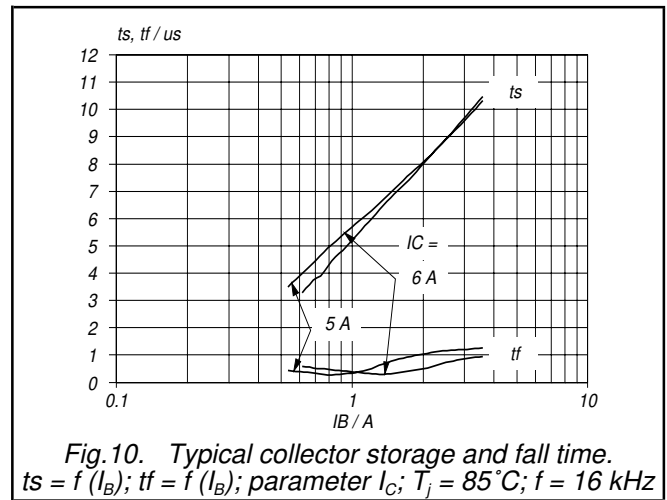 ts, tf / us
12
11
10
9
8
7
6
5
4
3
2
1
0
ts
IC =
6 A
5 A
tf
0.1 1 10
IB / A
Fig.10. Typical collector storage and fall time.
ts = f (IB); tf = f (IB); parameter IC; Tj = 85˚C; f = 16 kHz